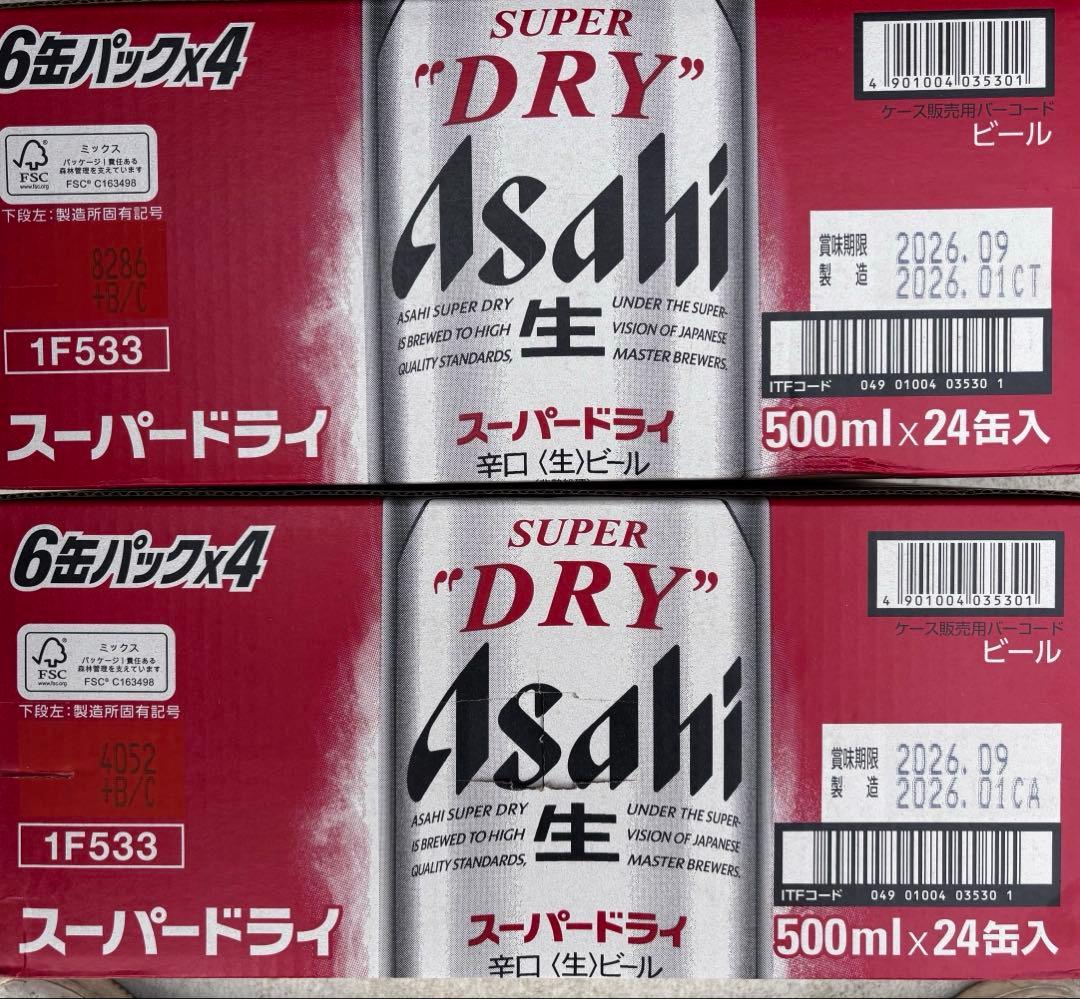 6缶パックx4
FSC
www.fsc.org
ミックス
パッケージ|責任ある
森林管理を支えています
FSC® C163498
下段左:製造所固有記号
8286
+B/C
1F533
スーパードライ
SUPER
"DRY"
Asahi
ASAHI SUPER DRY
IS BREWED TO HIGH
QUALITY STANDARDS,
生
UNDER THE SUPER-
VISION OF JAPANESE
MASTER BREWERS.
スーパードライ
辛口〈生〉ビール
4 901004 035301
ケース販売用バーコード
ビール
賞味期限 2026.09
製造 2026.01CT
ITFコード 049 01004 03530 1
500ml×24缶入
6缶パックx4
FSC
www.fsc.org
ミックス
パッケージ|責任ある
森林管理を支えています
FSC® C163498
下段左:製造所固有記号
4052
+B/C
1F533
スーパードライ
SUPER
"DRY"
Asahi
ASAHI SUPER DRY
IS BREWED TO HIGH
QUALITY STANDARDS,
生
UNDER THE SUPER-
VISION OF JAPANESE
MASTER BREWERS.
スーパードライ
辛口〈生〉ビール
4 901004 035301
ケース販売用バーコード
ビール
賞味期限 2026.09
製造 2026.01CA
ITFコード 049 01004 03530 1
500ml×24缶入